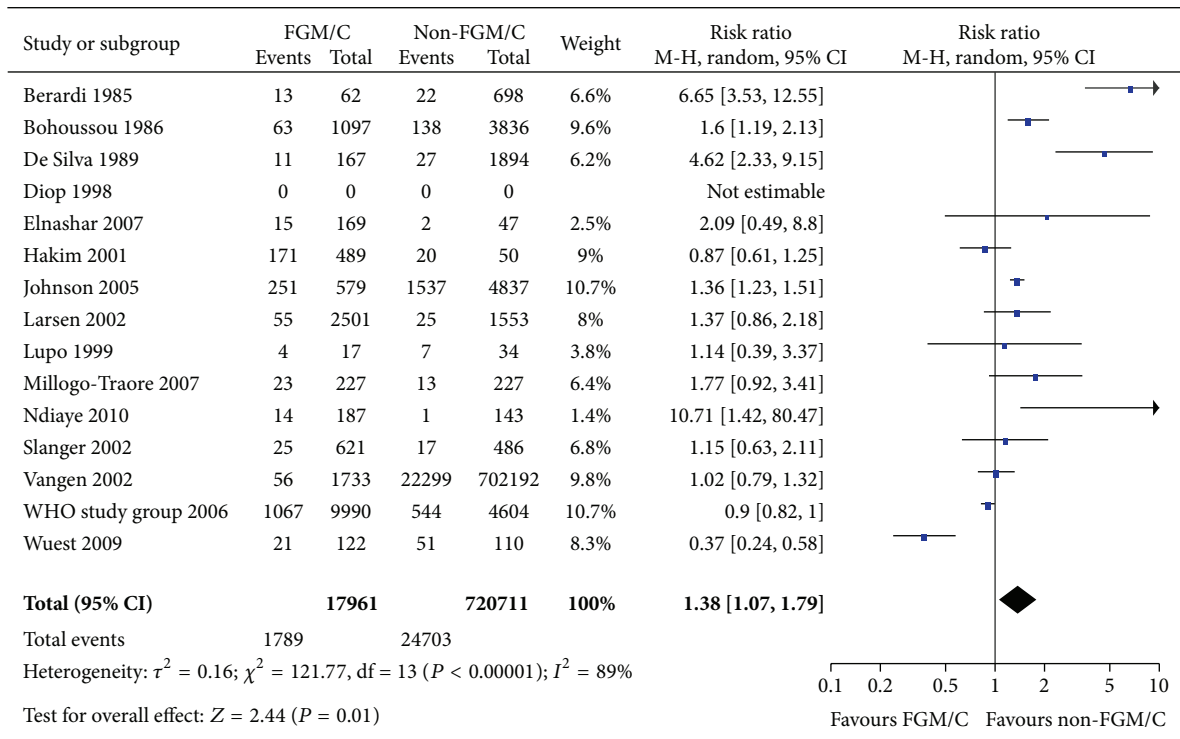 Study or subgroup FGM/C Non-FGM/C Weight Risk ratio Risk ratio
Events Total Events Total M-H, random, 95% CI M-H, random, 95% CI
Berardi 1985 13 62 22 698 6.6% 6.65 [3.53, 12.55]
Bohoussou 1986 63 1097 138 3836 9.6% 1.6 [1.19, 2.13]
De Silva 1989 11 167 27 1894 6.2% 4.62 [2.33, 9.15]
Diop 1998 0 0 0 0 Not estimable
Elnashar 2007 15 169 2 47 2.5% 2.09 [0.49, 8.8]
Hakim 2001 171 489 20 50 9% 0.87 [0.61, 1.25]
Johnson 2005 251 579 1537 4837 10.7% 1.36 [1.23, 1.51]
Larsen 2002 55 2501 25 1553 8% 1.37 [0.86, 2.18]
Lupo 1999 4 17 7 34 3.8% 1.14 [0.39, 3.37]
Millogo-Traore 2007 23 227 13 227 6.4% 1.77 [0.92, 3.41]
Ndiaye 2010 14 187 1 143 1.4% 10.71 [1.42, 80.47]
Slanger 2002 25 621 17 486 6.8% 1.15 [0.63, 2.11]
Vangen 2002 56 1733 22299 702192 9.8% 1.02 [0.79, 1.32]
WHO study group 2006 1067 9990 544 4604 10.7% 0.9 [0.82, 1]
Wuest 2009 21 122 51 110 8.3% 0.37 [0.24, 0.58]
Total (95% CI) 17961 720711 100% 1.38 [1.07, 1.79]
Total events 1789 24703
Heterogeneity: τ² = 0.16; χ² = 121.77, df = 13 (P < 0.00001); I² = 89%
Test for overall effect: Z = 2.44 (P = 0.01)
0.1 0.2 0.5 1 2 5 10
Favours FGM/C Favours non-FGM/C